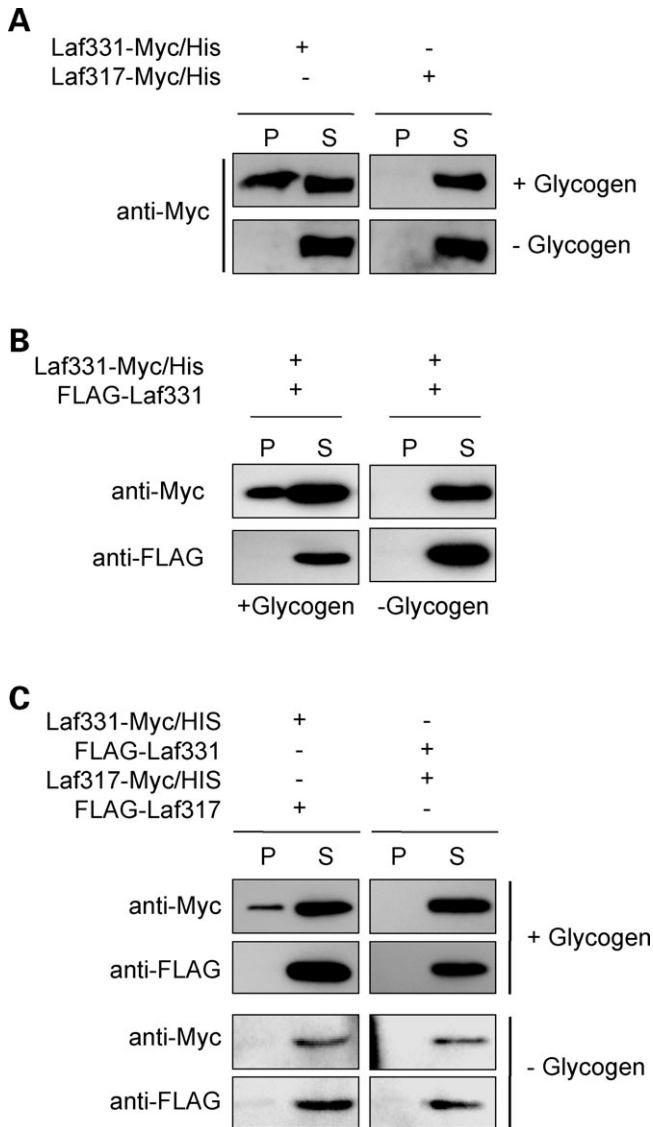 A
Laf331-Myc/His + -
Laf317-Myc/His - +
P S P S
anti-Myc
+ Glycogen
- Glycogen
B
Laf331-Myc/His + +
FLAG-Laf331 + +
P S P S
anti-Myc
anti-FLAG
+Glycogen -Glycogen
C
Laf331-Myc/HIS + -
FLAG-Laf331 - +
Laf317-Myc/HIS - +
FLAG-Laf317 + -
P S P S
anti-Myc
+ Glycogen
anti-FLAG
anti-Myc
- Glycogen
anti-FLAG